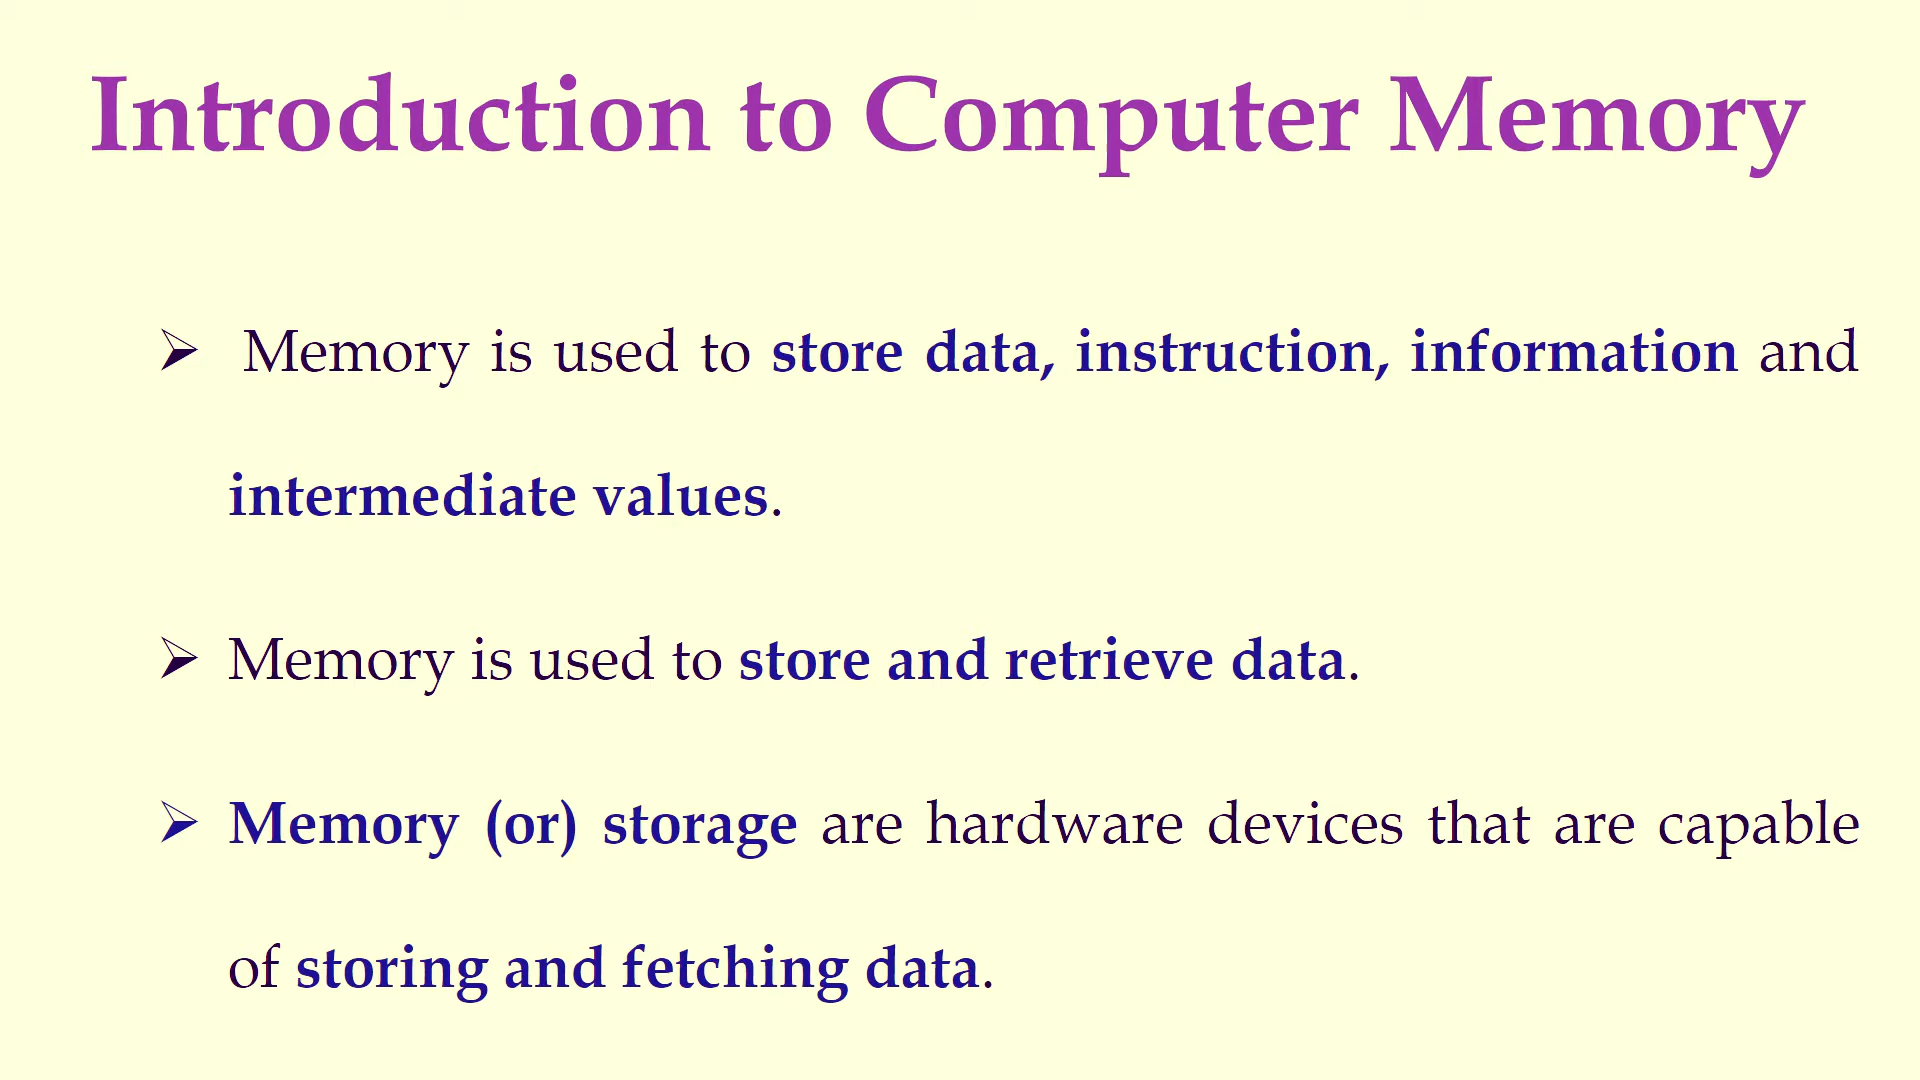 Introduction to Computer Memory
➢ Memory is used to store data, instruction, information and
intermediate values.
➢ Memory is used to store and retrieve data.
➢ Memory (or) storage are hardware devices that are capable
of storing and fetching data.